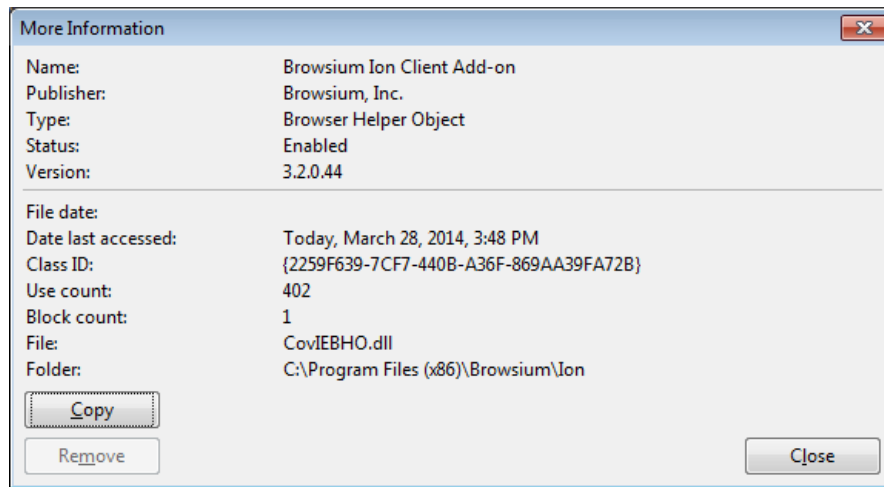 More Information
Name: Browsium Ion Client Add-on
Publisher: Browsium, Inc.
Type: Browser Helper Object
Status: Enabled
Version: 3.2.0.44
File date:
Date last accessed: Today, March 28, 2014, 3:48 PM
Class ID: {2259F639-7CF7-440B-A36F-869AA39FA72B}
Use count: 402
Block count: 1
File: CovIEBHO.dll
Folder: C:\Program Files (x86)\Browsium\Ion
Copy
Remove Close